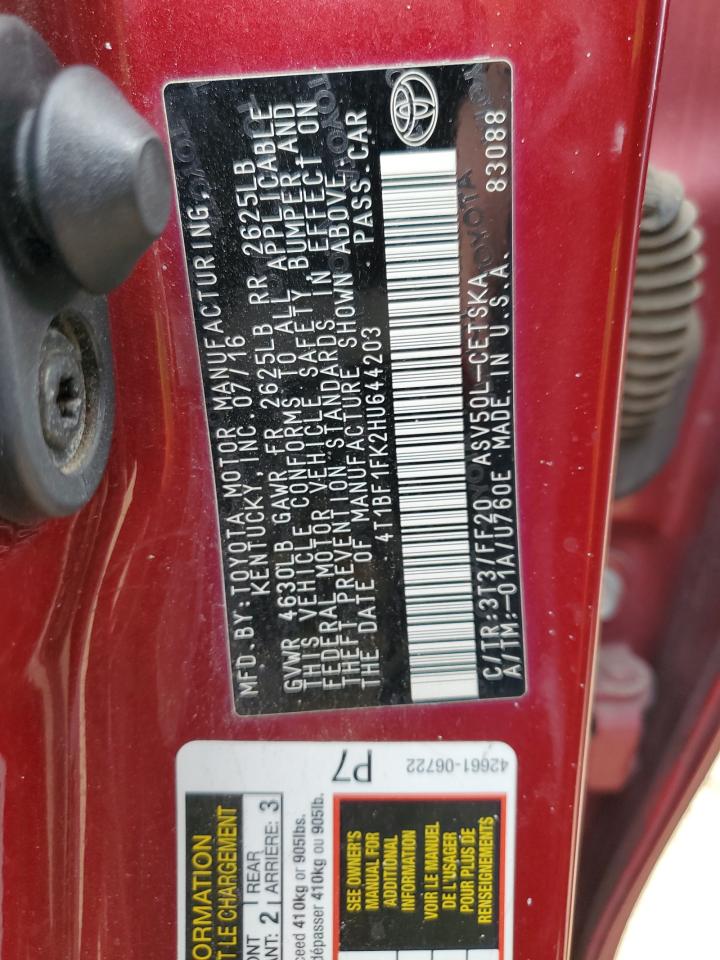 MFD. BY: TOYOTA MOTOR MANUFACTURING,
KENTUCKY, INC. 07/16
GVWR 4630LB GAWR FR 2625LB RR 2625LB
THIS VEHICLE CONFORMS TO ALL APPLICABLE
FEDERAL MOTOR VEHICLE SAFETY, BUMPER AND
THEFT PREVENTION STANDARDS IN EFFECT ON
THE DATE OF MANUFACTURE SHOWN ABOVE.
4T1BF1FK2HU644203 PASS. CAR
C/TR:3T3/FF20 ASV50L-CETSKA
A/TM:-01A/U760E MADE IN U.S.A. 83088
P7
42661-06722
ORMATION
T LE CHARGEMENT
2 REAR 3
ANT: ARRIÈRE:
ceed 410kg or 905lbs.
dépasser 410kg ou 905lb.
SEE OWNER'S
MANUAL FOR
ADDITIONAL
INFORMATION
VOIR LE MANUEL
DE L'USAGER
POUR PLUS DE
RENSEIGNEMENTS